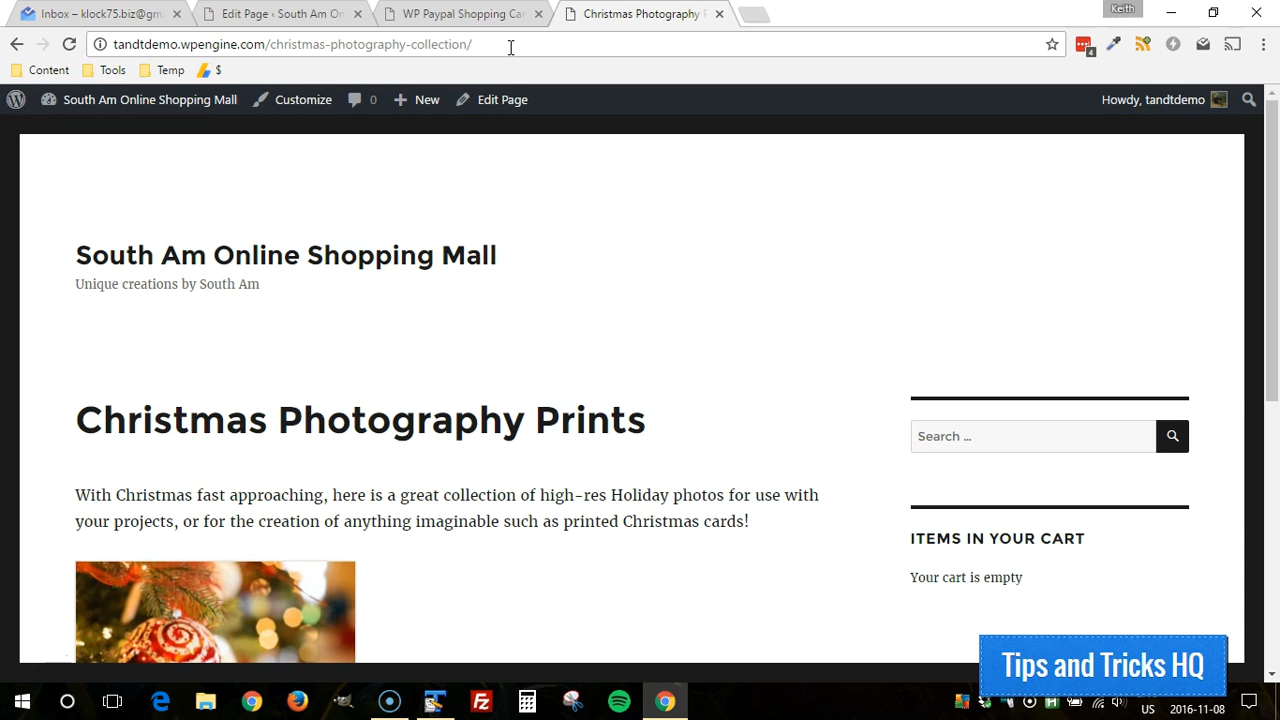 Inbox – klock75.biz@gm
Edit Page ‹ South Am On
WP Paypal Shopping Car
Christmas Photography P
Keith
tandtdemo.wpengine.com/christmas-photography-collection/
4
Content
Tools
Temp
$
South Am Online Shopping Mall
Customize
0
New
Edit Page
Howdy, tandtdemo
South Am Online Shopping Mall
Unique creations by South Am
Christmas Photography Prints
Search …
With Christmas fast approaching, here is a great collection of high-res Holiday photos for use with
your projects, or for the creation of anything imaginable such as printed Christmas cards!
ITEMS IN YOUR CART
Your cart is empty
Tips and Tricks HQ
US
2016-11-08